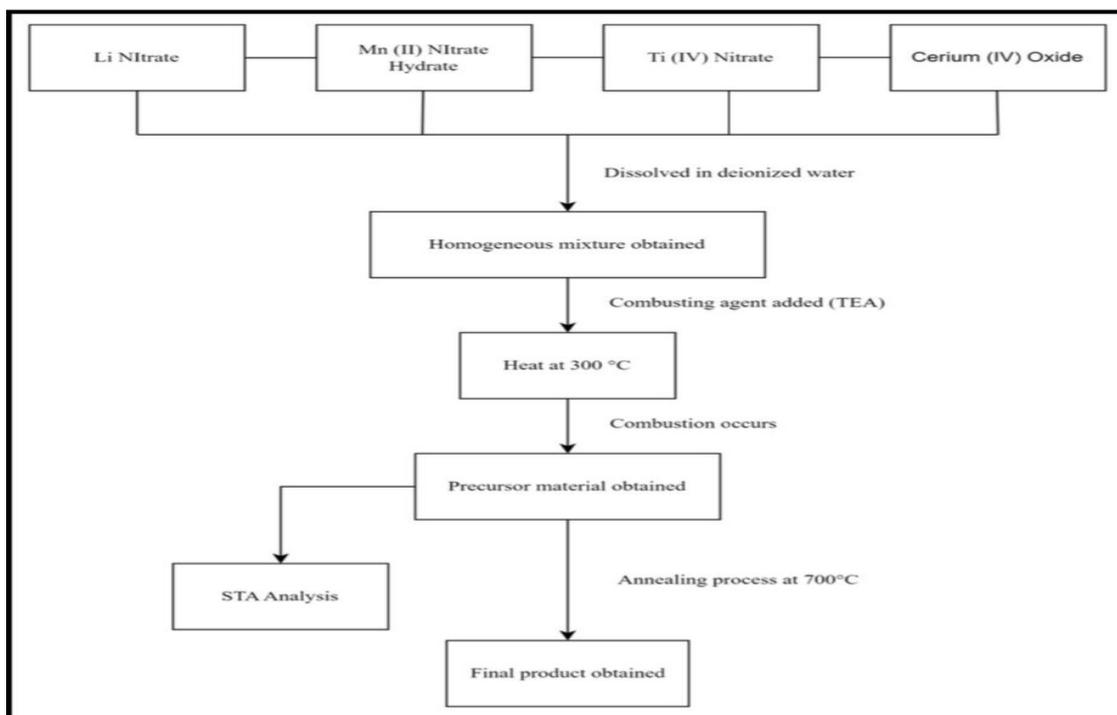 Li NItrate
Mn (II) NItrate
Hydrate
Ti (IV) Nitrate
Cerium (IV) Oxide
Dissolved in deionized water
Homogeneous mixture obtained
Combusting agent added (TEA)
Heat at 300 °C
Combustion occurs
Precursor material obtained
STA Analysis
Annealing process at 700°C
Final product obtained